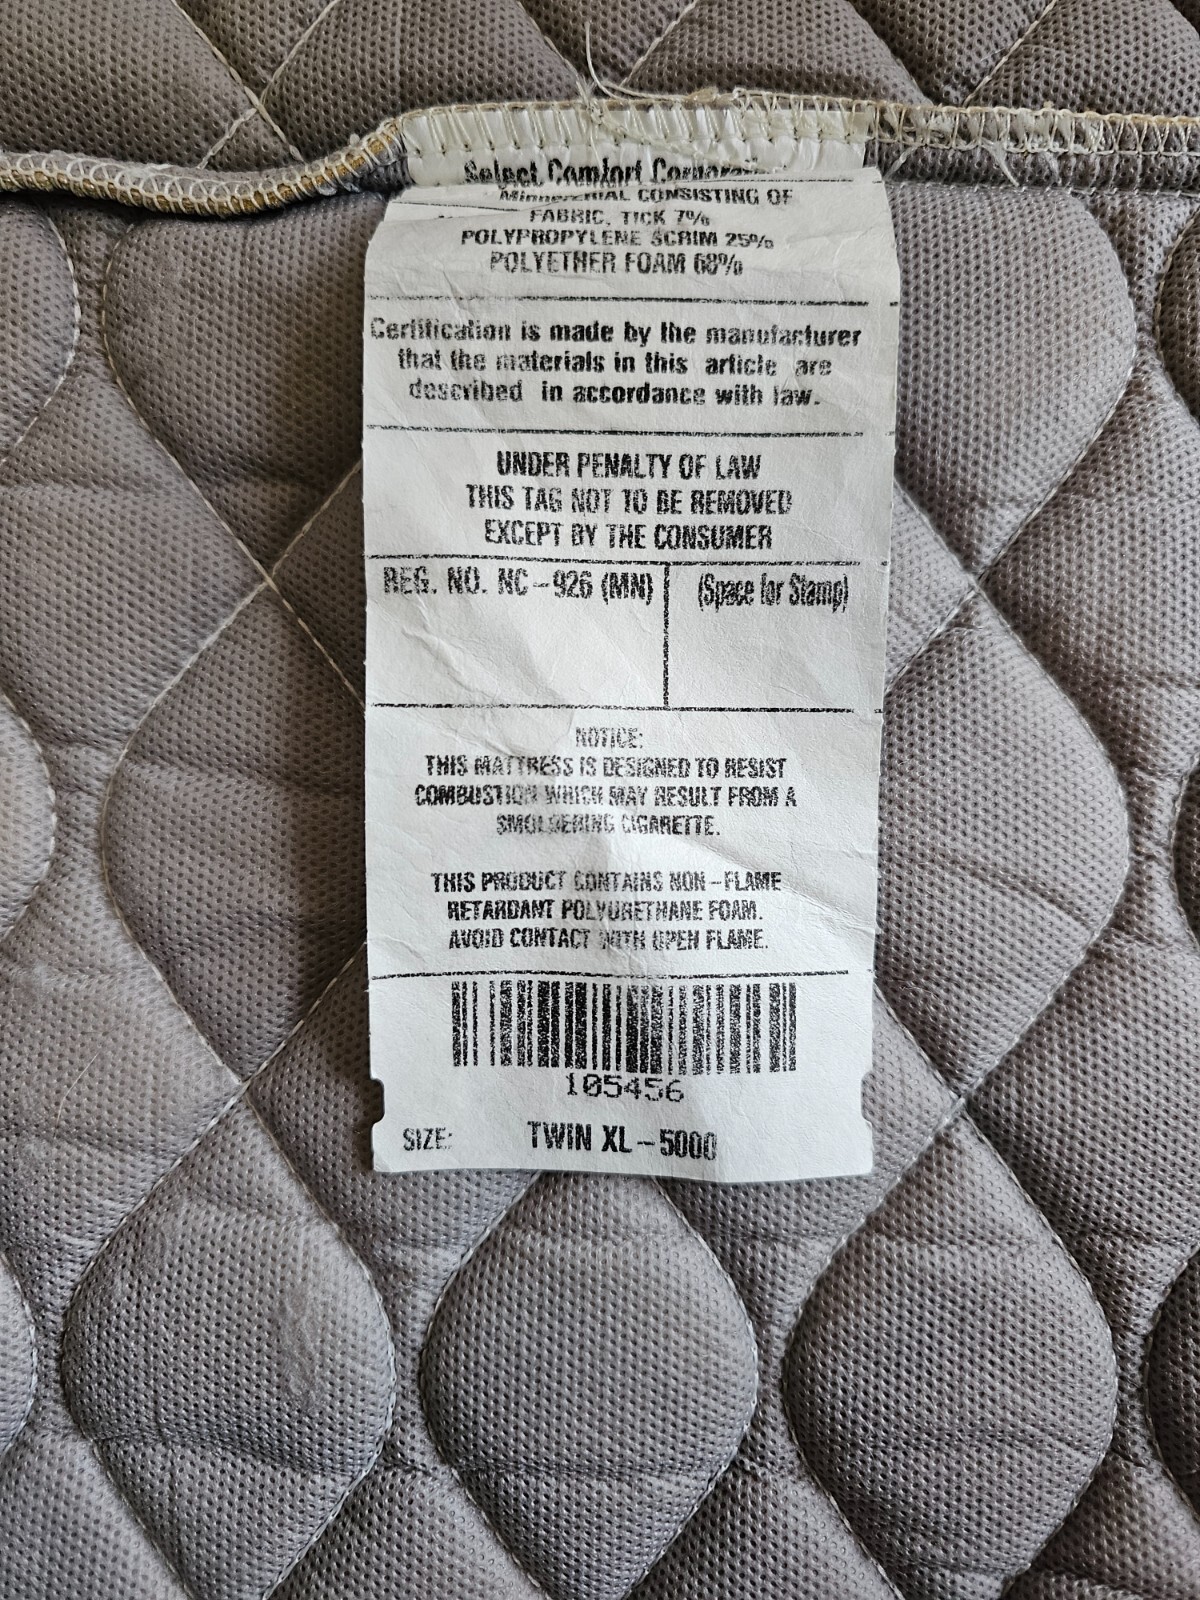 Select Comfort
CONSISTING OF
FABRIC, TICK 7%
POLYPROPYLENE SCRIM 25%
POLYETHER FOAM 68%
Certification is made by the manufacturer
that the materials in this article are
described in accordance with law.
UNDER PENALTY OF LAW
THIS TAG NOT TO BE REMOVED
EXCEPT BY THE CONSUMER
REG. NO. NC-926 (MN)
(Space for Stamp)
NOTICE:
THIS MATTRESS IS DESIGNED TO RESIST
COMBUSTION WHICH MAY RESULT FROM A
SMOLDERING CIGARETTE.
THIS PRODUCT CONTAINS NON-FLAME
RETARDANT POLYURETHANE FOAM.
AVOID CONTACT WITH OPEN FLAME.
105456
SIZE: TWIN XL-5000